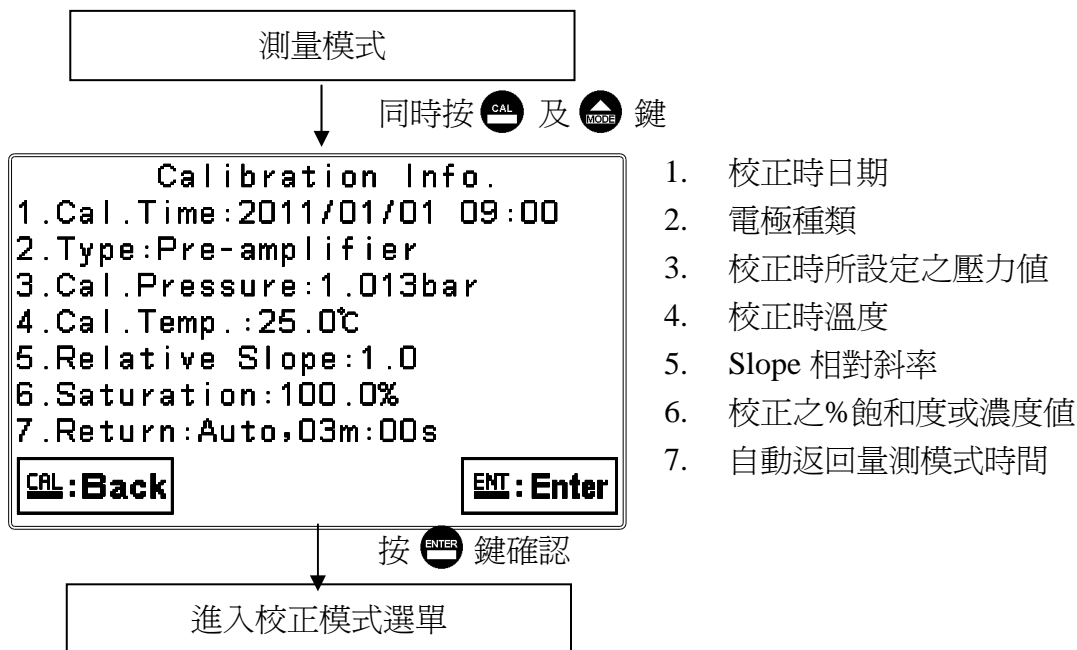 測量模式
同時按 CAL 及 MODE 鍵
Calibration Info.
1.Cal.Time:2011/01/01 09:00
2.Type:Pre-amplifier
3.Cal.Pressure:1.013bar
4.Cal.Temp.:25.0℃
5.Relative Slope:1.0
6.Saturation:100.0%
7.Return:Auto,03m:00s
CAL:Back
ENT:Enter
1. 校正時日期
2. 電極種類
3. 校正時所設定之壓力值
4. 校正時溫度
5. Slope 相對斜率
6. 校正之%飽和度或濃度值
7. 自動返回量測模式時間
按 ENTER 鍵確認
進入校正模式選單